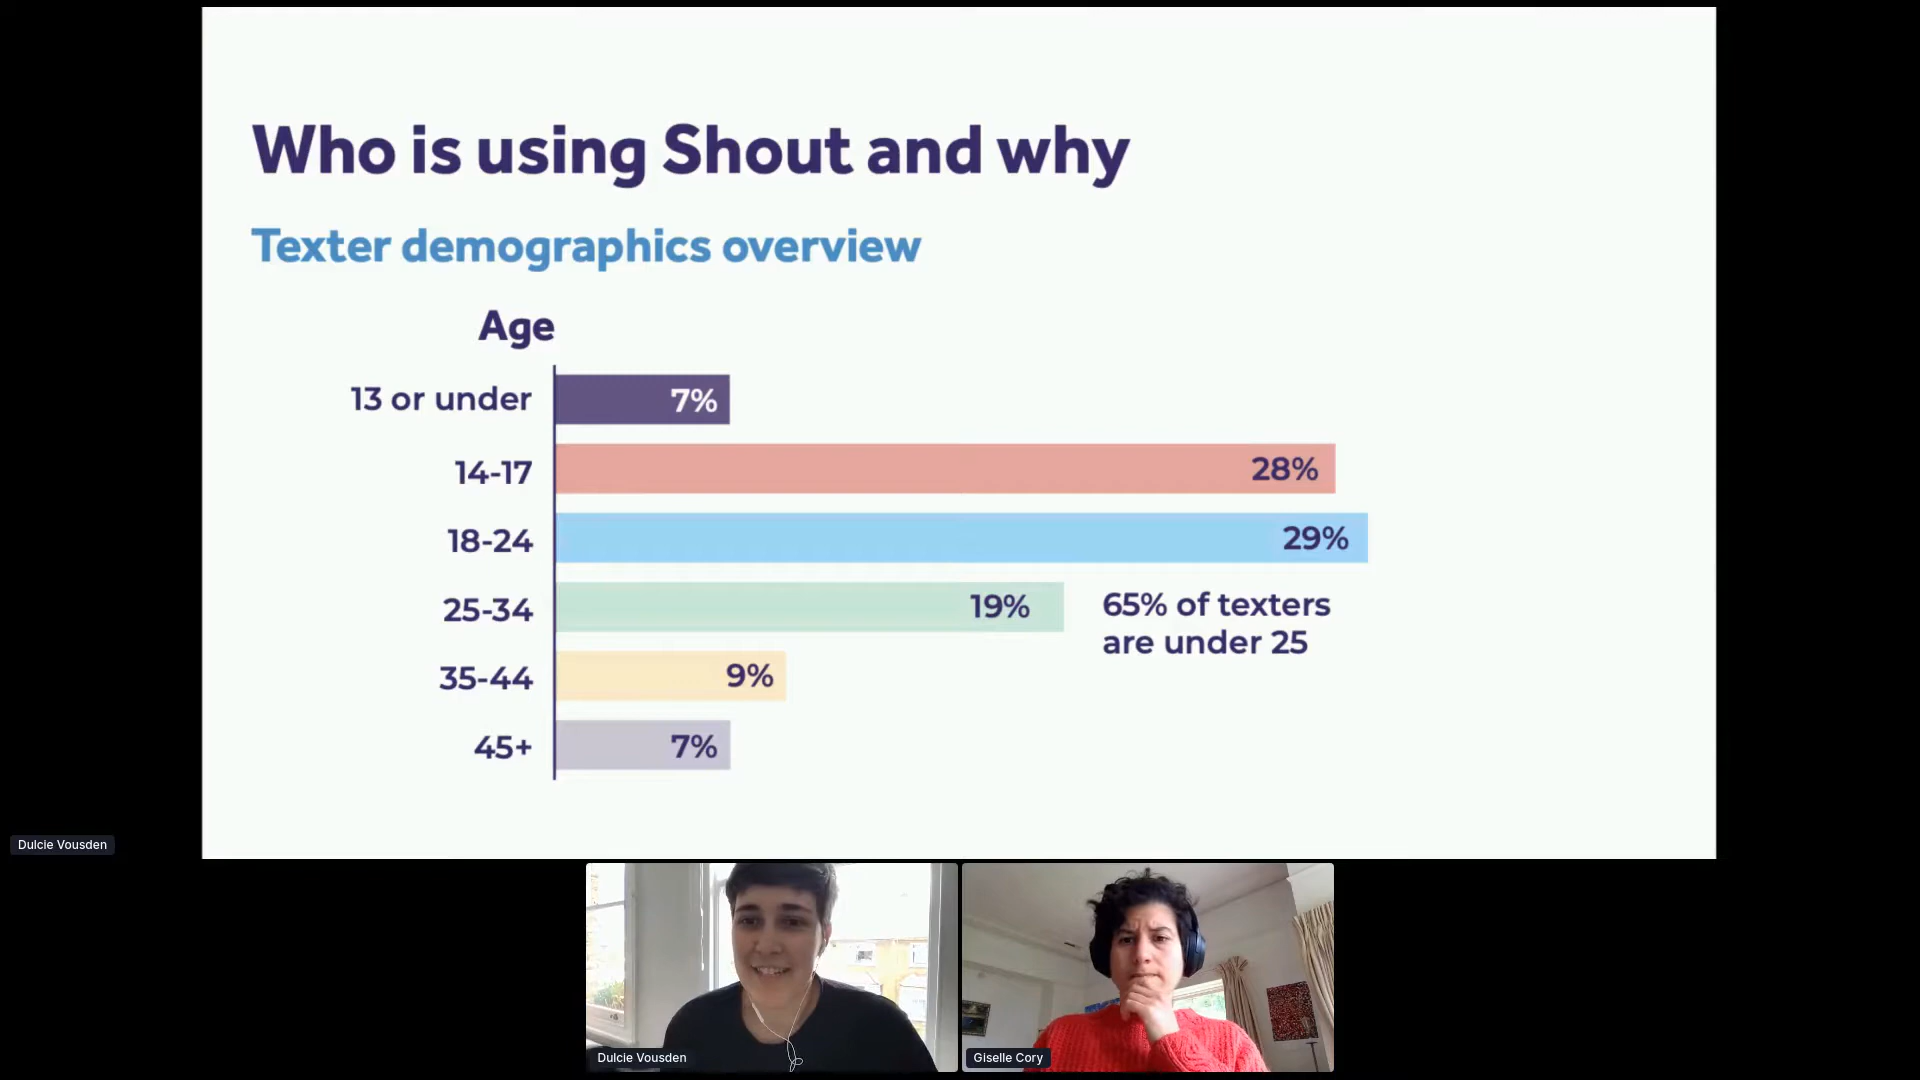 Who is using Shout and why
Texter demographics overview
Age
13 or under 7%
14-17 28%
18-24 29%
25-34 19%
65% of texters
are under 25
35-44 9%
45+ 7%
Dulcie Vousden
Dulcie Vousden
Giselle Cory